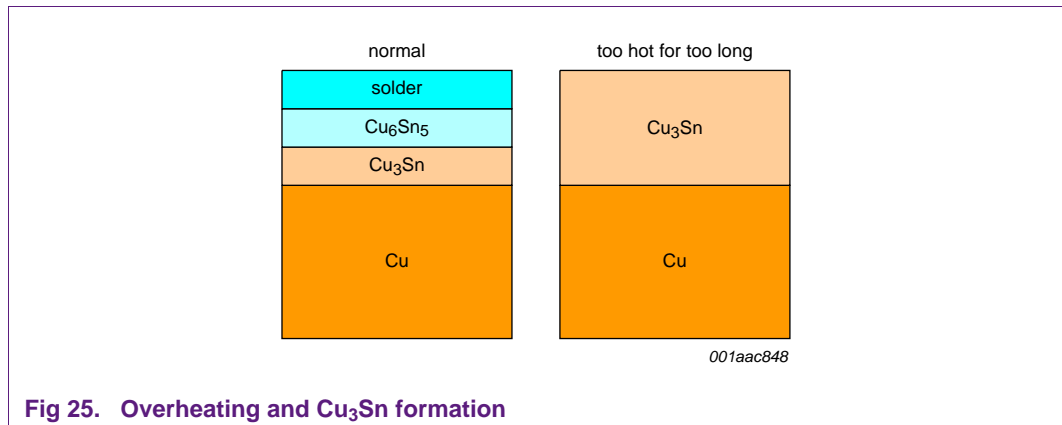 normal
solder
Cu6Sn5
Cu3Sn
Cu
too hot for too long
Cu3Sn
Cu
001aac848
Fig 25. Overheating and Cu3Sn formation